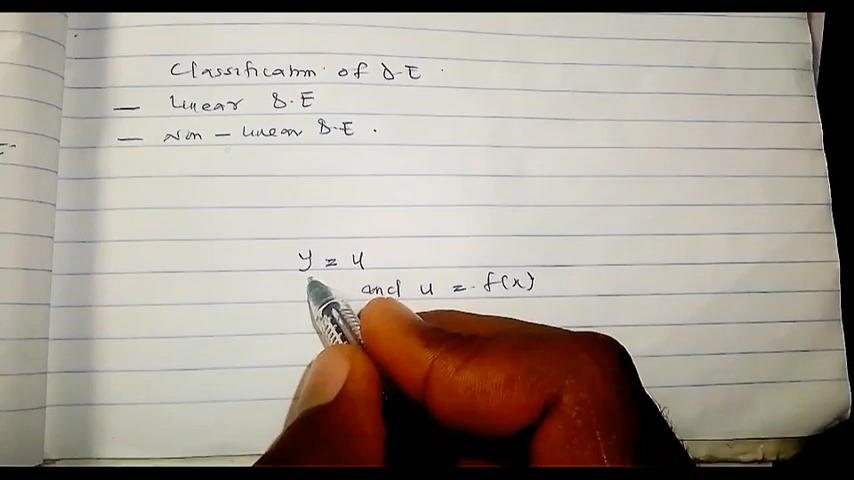 Classification of D.E.
— Linear D.E
— Non - linear D.E.
y = u
and u = f(x)